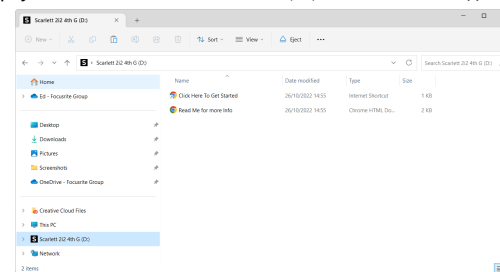 Scarlett 2i2 4th G (D:)
New Sort View Eject
Scarlett 2i2 4th G (D:) Search Scarlett 2i2 4th G (D:)
Home
Ed - Focusrite Group
Desktop
Downloads
Pictures
Screenshots
OneDrive - Focusrite Group
Creative Cloud Files
This PC
Scarlett 2i2 4th G (D:)
Network
Name Date modified Type Size
Click Here To Get Started 26/10/2022 14:55 Internet Shortcut 1 KB
Read Me for more Info 26/10/2022 14:55 Chrome HTML Do... 2 KB
2 items